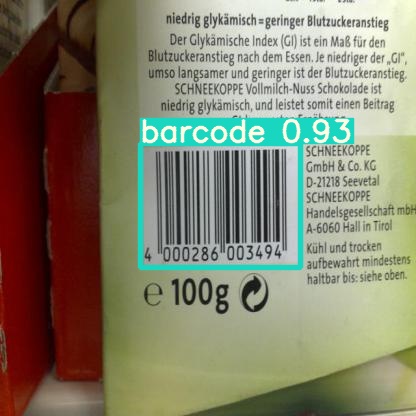 niedrig glykämisch=geringer Blutzuckeranstieg
Der Glykämische Index (GI) ist ein Maß für den
Blutzuckeranstieg nach dem Essen. Je niedriger der „GI“,
umso langsamer und geringer ist der Blutzuckeranstieg.
SCHNEEKOPPE Vollmilch-Nuss Schokolade ist
niedrig glykämisch, und leistet somit einen Beitrag
barcode 0.93
SCHNEEKOPPE
GmbH & Co. KG
D-21218 Seevetal
SCHNEEKOPPE
Handelsgesellschaft mbH
A-6060 Hall in Tirol
Kühl und trocken
aufbewahrt mindestens
haltbar bis: siehe oben.
4 000286 003494
e 100g